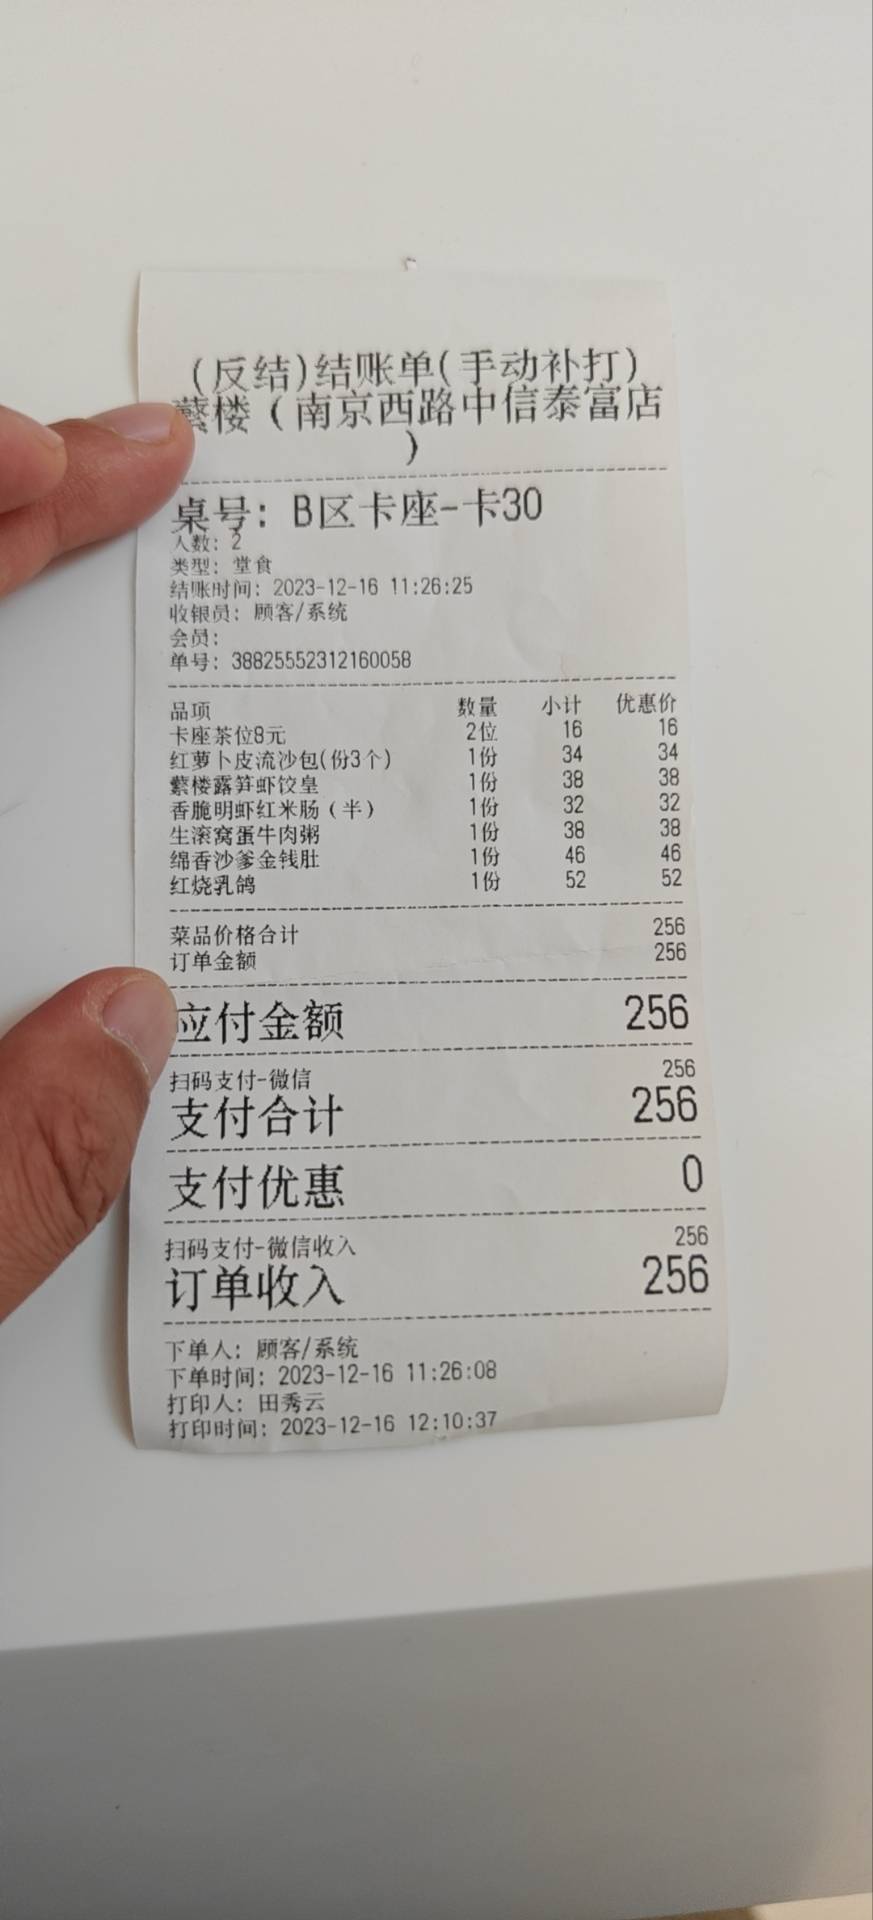 (反结)结账单(手动补打)
蘩楼(南京西路中信泰富店
)
桌号: B区卡座-卡30
人数: 2
类型: 堂食
结账时间: 2023-12-16 11:26:25
收银员: 顾客/系统
会员:
单号: 38825552312160058
品项 数量 小计 优惠价
卡座茶位8元 2位 16 16
红萝卜皮流沙包(份3个) 1份 34 34
蘩楼露笋虾饺皇 1份 38 38
香脆明虾红米肠(半) 1份 32 32
生滚窝蛋牛肉粥 1份 38 38
绵香沙爹金钱肚 1份 46 46
红烧乳鸽 1份 52 52
菜品价格合计 256
订单金额 256
应付金额 256
扫码支付-微信 256
支付合计 256
支付优惠 0
扫码支付-微信收入 256
订单收入 256
下单人: 顾客/系统
下单时间: 2023-12-16 11:26:08
打印人: 田秀云
打印时间: 2023-12-16 12:10:37